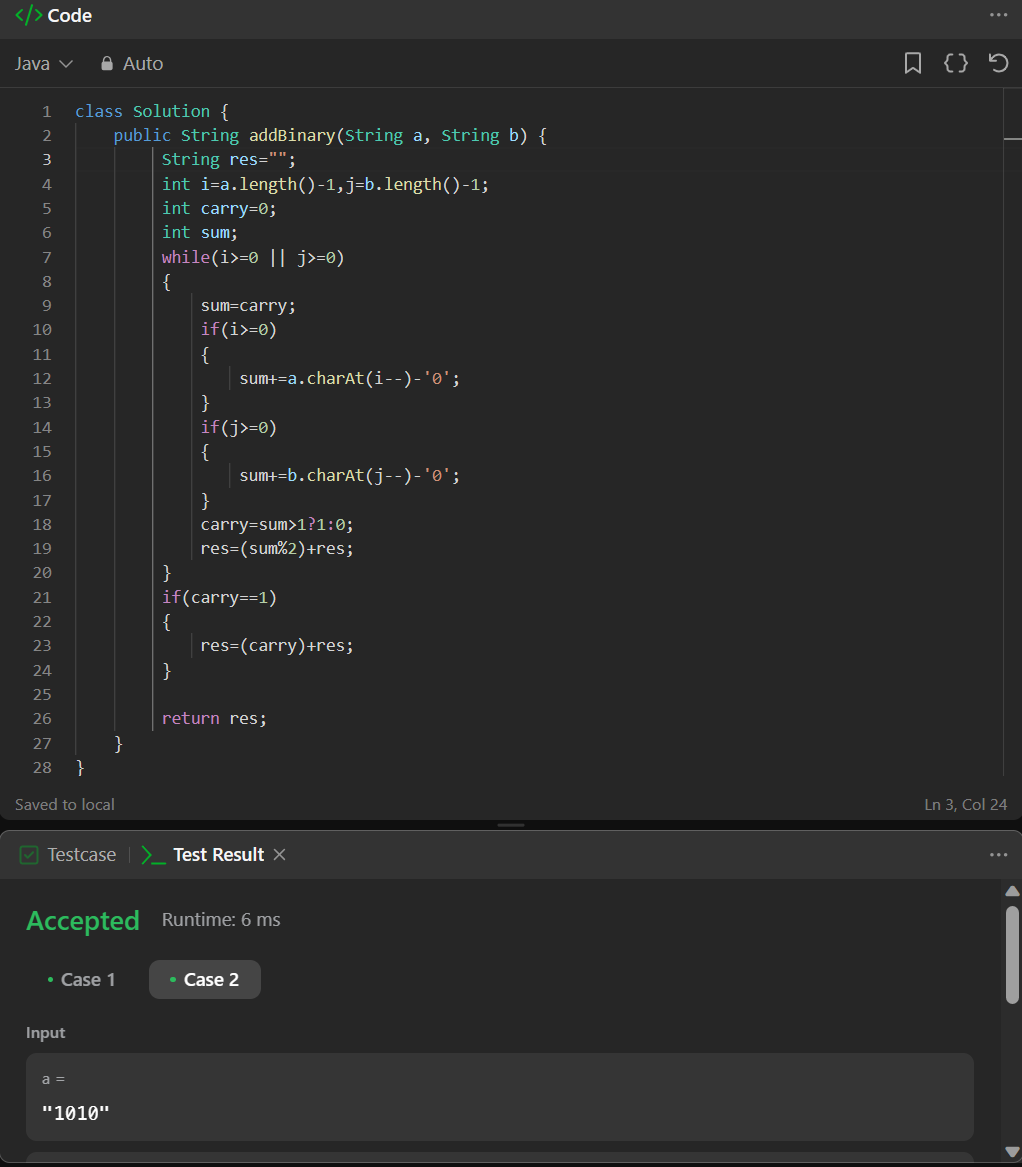 </> Code
Java Auto
1 class Solution {
2 public String addBinary(String a, String b) {
3 String res="";
4 int i=a.length()-1,j=b.length()-1;
5 int carry=0;
6 int sum;
7 while(i>=0 || j>=0)
8 {
9 sum=carry;
10 if(i>=0)
11 {
12 sum+=a.charAt(i--)-'0';
13 }
14 if(j>=0)
15 {
16 sum+=b.charAt(j--)-'0';
17 }
18 carry=sum>1?1:0;
19 res=(sum%2)+res;
20 }
21 if(carry==1)
22 {
23 res=(carry)+res;
24 }
25
26 return res;
27 }
28 }
Saved to local Ln 3, Col 24
Testcase Test Result
Accepted Runtime: 6 ms
Case 1 Case 2
Input
a =
"1010"